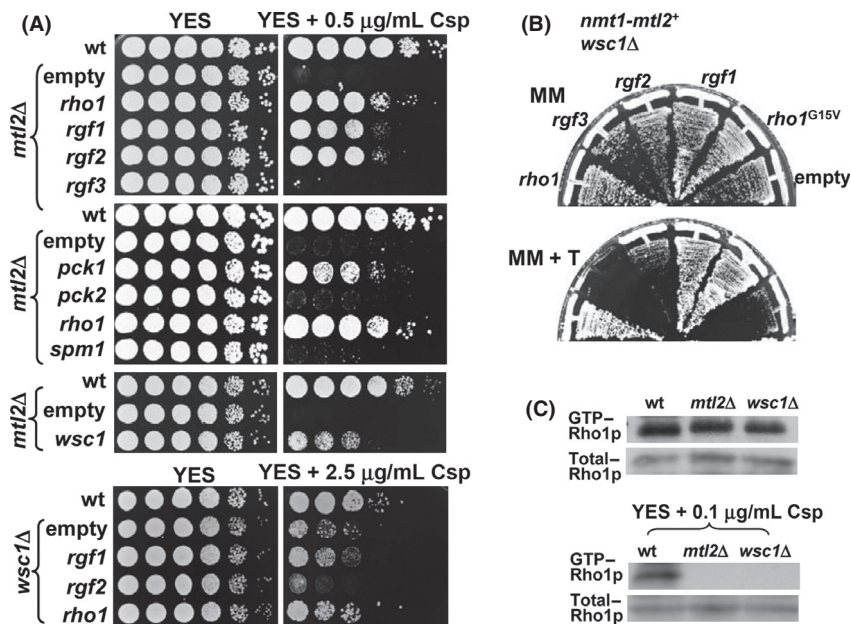 (A)
YES
YES + 0.5 μg/mL Csp
wt
mtl2Δ
empty
rho1
rgf1
rgf2
rgf3
wt
mtl2Δ
empty
pck1
pck2
rho1
spm1
wt
mtl2Δ
empty
wsc1
YES
YES + 2.5 μg/mL Csp
wt
wsc1Δ
empty
rgf1
rgf2
rho1
(B)
nmt1-mtl2+
wsc1Δ
MM
rho1
rgf3
rgf2
rgf1
rho1G15V
empty
MM + T
(C)
wt mtl2Δ wsc1Δ
GTP–
Rho1p
Total–
Rho1p
YES + 0.1 μg/mL Csp
wt mtl2Δ wsc1Δ
GTP–
Rho1p
Total–
Rho1p